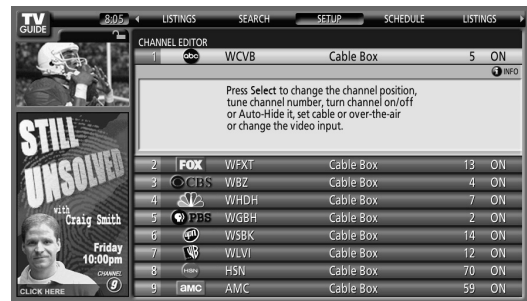 TV
GUIDE
8:05
LISTINGS SEARCH SETUP SCHEDULE LISTINGS
CHANNEL EDITOR
1 abc WCVB Cable Box 5 ON
i INFO
Press Select to change the channel position,
tune channel number, turn channel on/off
or Auto-Hide it, set cable or over-the-air
or change the video input.
2 FOX WFXT Cable Box 13 ON
3 CBS WBZ Cable Box 4 ON
4 WHDH Cable Box 7 ON
5 PBS WGBH Cable Box 2 ON
6 WSBK Cable Box 14 ON
7 WB WLVI Cable Box 12 ON
8 HSN HSN Cable Box 70 ON
9 amc AMC Cable Box 59 ON
STILL
UNSOLVED
with
Craig Smith
Friday
10:00pm
CHANNEL
9
CLICK HERE